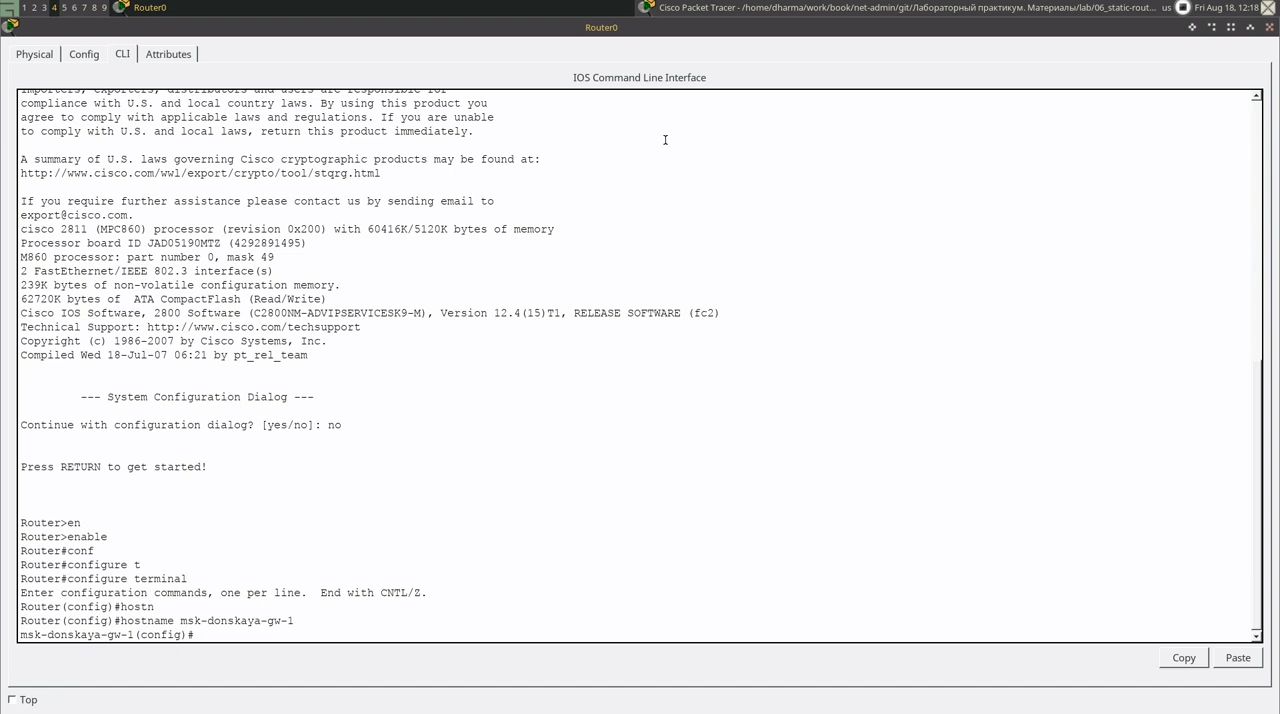 1 2 3 4 5 6 7 8 9 Router0 Cisco Packet Tracer - /home/dharma/work/book/net-admin/git/Лабораторный практикум. Материалы/lab/06_static-rout... us Fri Aug 18, 12:18
Router0
Physical Config CLI Attributes
IOS Command Line Interface
importers, exporters, distributors and users are responsible for
compliance with U.S. and local country laws. By using this product you
agree to comply with applicable laws and regulations. If you are unable
to comply with U.S. and local laws, return this product immediately.
A summary of U.S. laws governing Cisco cryptographic products may be found at:
http://www.cisco.com/wwl/export/crypto/tool/stqrg.html
If you require further assistance please contact us by sending email to
export@cisco.com.
cisco 2811 (MPC860) processor (revision 0x200) with 60416K/5120K bytes of memory
Processor board ID JAD05190MTZ (4292891495)
M860 processor: part number 0, mask 49
2 FastEthernet/IEEE 802.3 interface(s)
239K bytes of non-volatile configuration memory.
62720K bytes of ATA CompactFlash (Read/Write)
Cisco IOS Software, 2800 Software (C2800NM-ADVIPSERVICESK9-M), Version 12.4(15)T1, RELEASE SOFTWARE (fc2)
Technical Support: http://www.cisco.com/techsupport
Copyright (c) 1986-2007 by Cisco Systems, Inc.
Compiled Wed 18-Jul-07 06:21 by pt_rel_team
--- System Configuration Dialog ---
Continue with configuration dialog? [yes/no]: no
Press RETURN to get started!
Router>en
Router>enable
Router#conf
Router#configure t
Router#configure terminal
Enter configuration commands, one per line. End with CNTL/Z.
Router(config)#hostn
Router(config)#hostname msk-donskaya-gw-1
msk-donskaya-gw-1(config)#
Copy Paste
Top